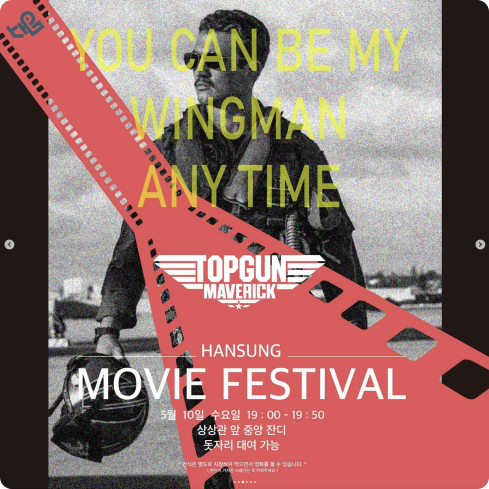 YOU CAN BE MY
WINGMAN
ANY TIME
TOPGUN
MAVERICK
HANSUNG
MOVIE FESTIVAL
5월 10일 수요일 19 : 00 - 19 : 50
상상관 앞 중앙 잔디
돗자리 대여 가능